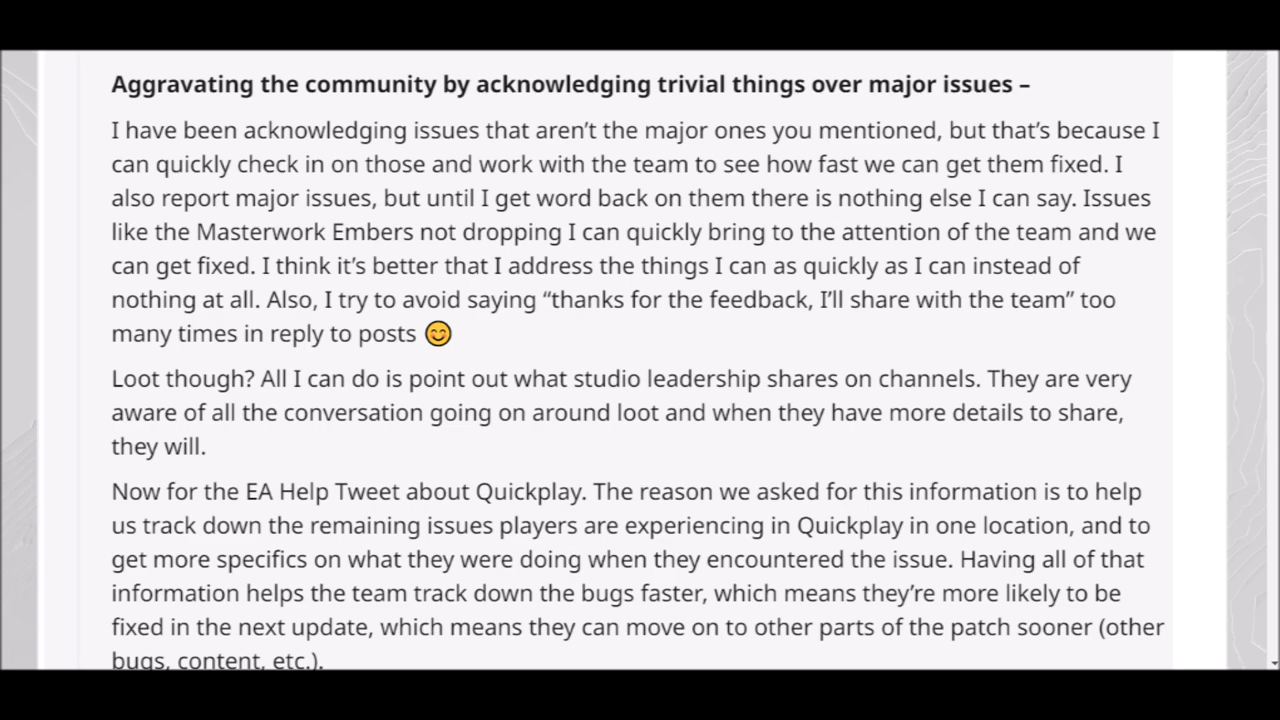 Aggravating the community by acknowledging trivial things over major issues –
I have been acknowledging issues that aren’t the major ones you mentioned, but that’s because I
can quickly check in on those and work with the team to see how fast we can get them fixed. I
also report major issues, but until I get word back on them there is nothing else I can say. Issues
like the Masterwork Embers not dropping I can quickly bring to the attention of the team and we
can get fixed. I think it’s better that I address the things I can as quickly as I can instead of
nothing at all. Also, I try to avoid saying “thanks for the feedback, I’ll share with the team” too
many times in reply to posts 😊
Loot though? All I can do is point out what studio leadership shares on channels. They are very
aware of all the conversation going on around loot and when they have more details to share,
they will.
Now for the EA Help Tweet about Quickplay. The reason we asked for this information is to help
us track down the remaining issues players are experiencing in Quickplay in one location, and to
get more specifics on what they were doing when they encountered the issue. Having all of that
information helps the team track down the bugs faster, which means they’re more likely to be
fixed in the next update, which means they can move on to other parts of the patch sooner (other
bugs, content, etc.).